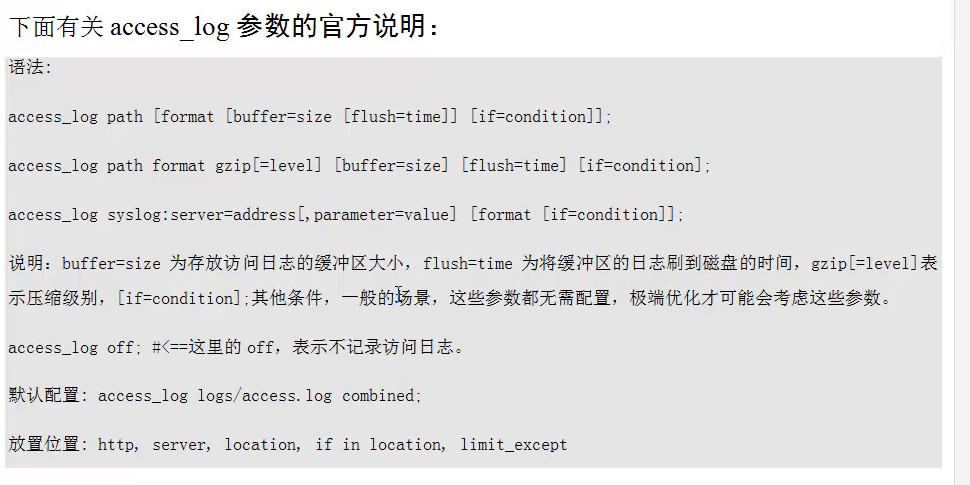 下面有关 access_log 参数的官方说明：
语法:
access_log path [format [buffer=size [flush=time]] [if=condition]];
access_log path format gzip[=level] [buffer=size] [flush=time] [if=condition];
access_log syslog:server=address[,parameter=value] [format [if=condition]];
说明：buffer=size 为存放访问日志的缓冲区大小，flush=time 为将缓冲区的日志刷到磁盘的时间，gzip[=level]表
示压缩级别，[if=condition];其他条件，一般的场景，这些参数都无需配置，极端优化才可能会考虑这些参数。
access_log off; #<==这里的 off，表示不记录访问日志。
默认配置: access_log logs/access.log combined;
放置位置: http, server, location, if in location, limit_except